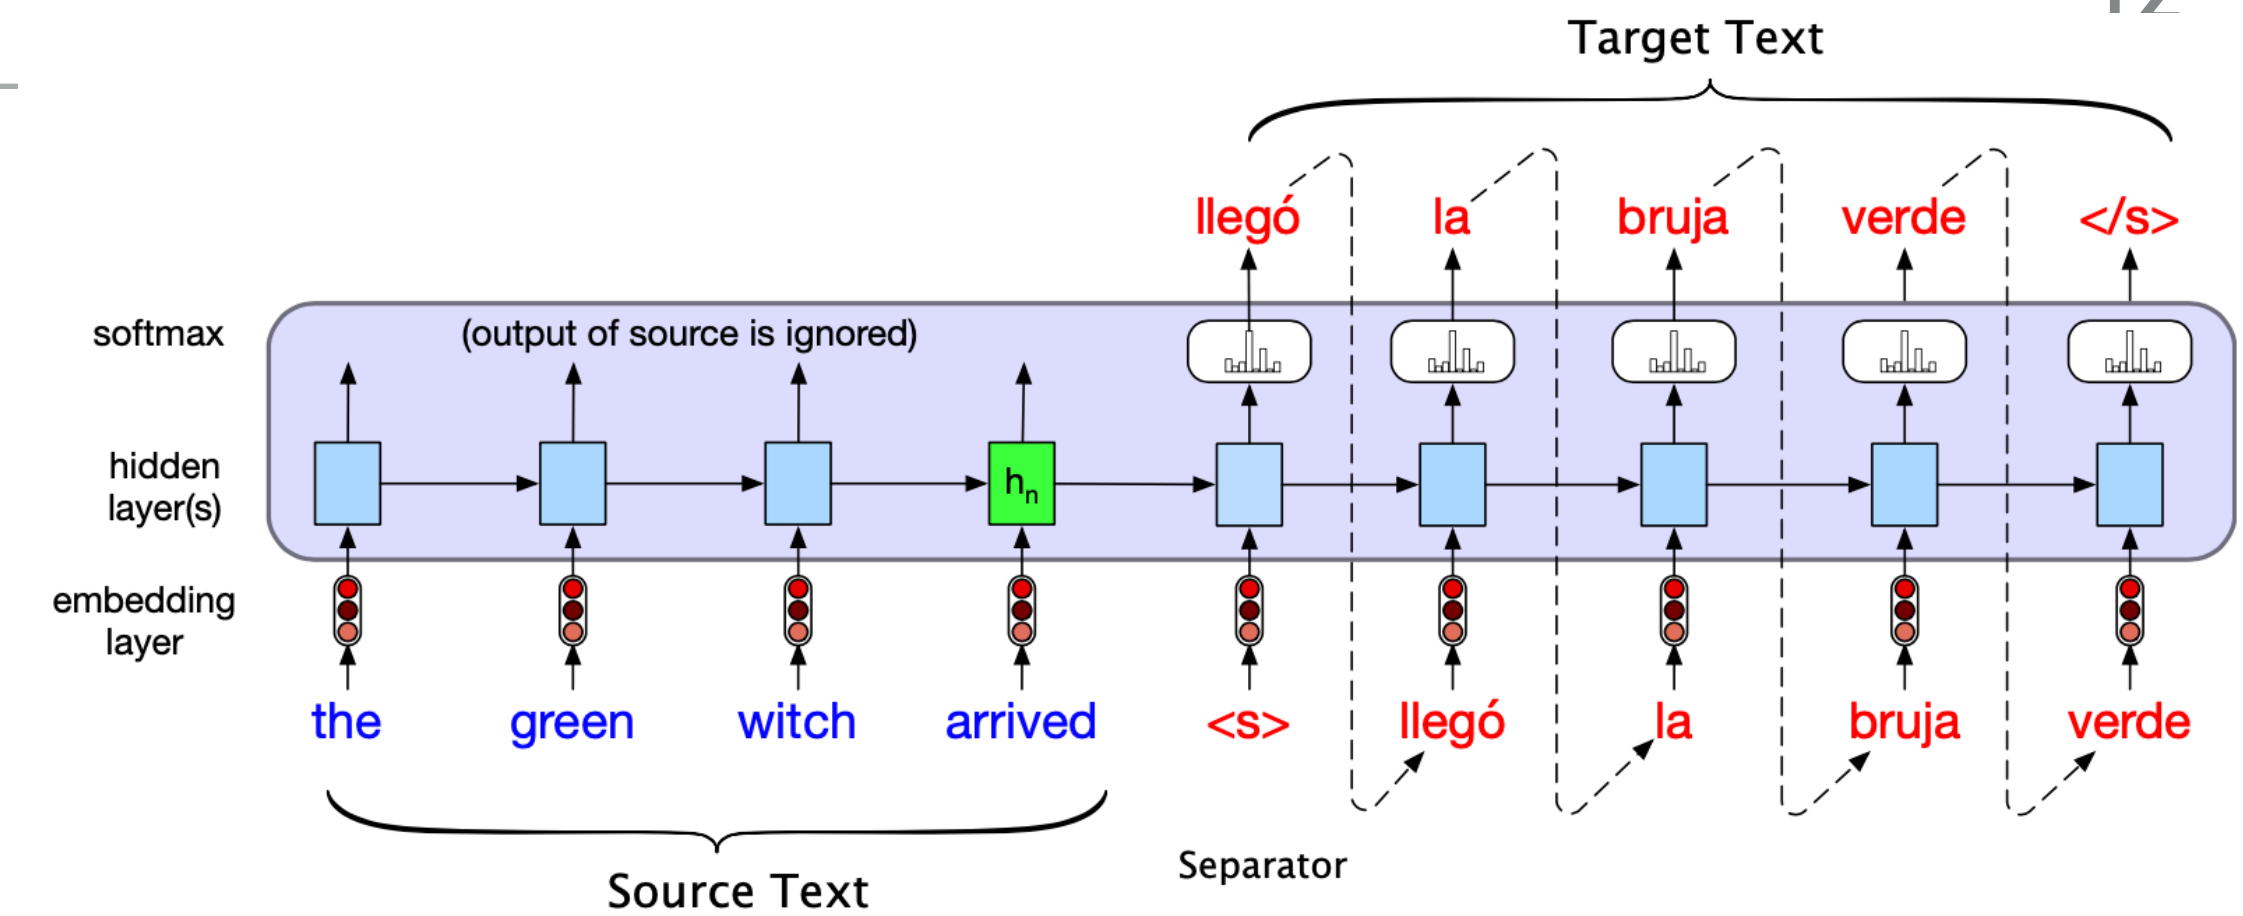 Target Text
llegó la bruja verde </s>
softmax
(output of source is ignored)
hidden
layer(s)
hn
embedding
layer
the green witch arrived <s> llegó la bruja verde
Separator
Source Text